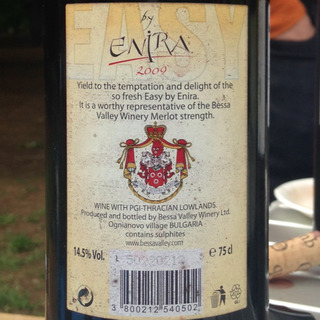 EASY
by
ENiRA
2009
Yield to the temptation and delight of the
so fresh Easy by Enira.
It is a worthy representative of the Bessa
Valley Winery Merlot strength.
WINE WITH PGI-THRACIAN LOWLANDS.
Produced and bottled by Bessa Valley Winery Ltd.
Ognianovo village BULGARIA
contains sulphites
www.bessavalley.com
14.5% Vol.
L
e 75 cl
3 800212 540502